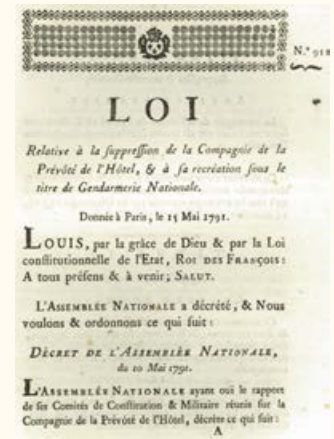 N.° 912
LOI
Relative à la suppreſſion de la Compagnie de la
Prévôté de l'Hôtel, & à ſa recréation ſous le
titre de Gendarmerie Nationale.
Donnée à Paris, le 15 Mai 1791.
LOUIS, par la grâce de Dieu & par la Loi
conſtitutionnelle de l'Etat, ROI DES FRANÇOIS:
A tous préſens & à venir; SALUT.
L'ASSEMBLÉE NATIONALE a décrété, & Nous
voulons & ordonnons ce qui ſuit:
DÉCRET DE L'ASSEMBLÉE NATIONALE,
du 10 Mai 1791.
L'ASSEMBLÉE NATIONALE ayant ouï le rapport
de ſes Comités de Conſtitution & Militaire réunis ſur la
Compagnie de la Prévôté de l'Hôtel, décrète ce qui ſuit:
A